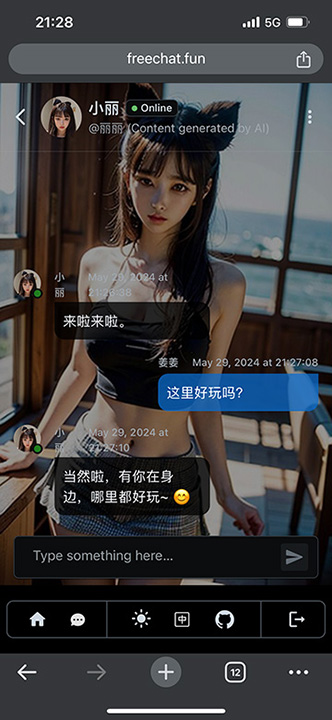 21:28
5G
freechat.fun
小丽
Online
@丽丽 (Content generated by AI)
小
丽
May 29, 2024 at
21:26:38
来啦来啦。
姜姜
May 29, 2024 at 21:27:08
这里好玩吗?
小
丽
May 29, 2024 at
21:27:10
当然啦，有你在身
边，哪里都好玩~ 😊
Type something here...
中
12